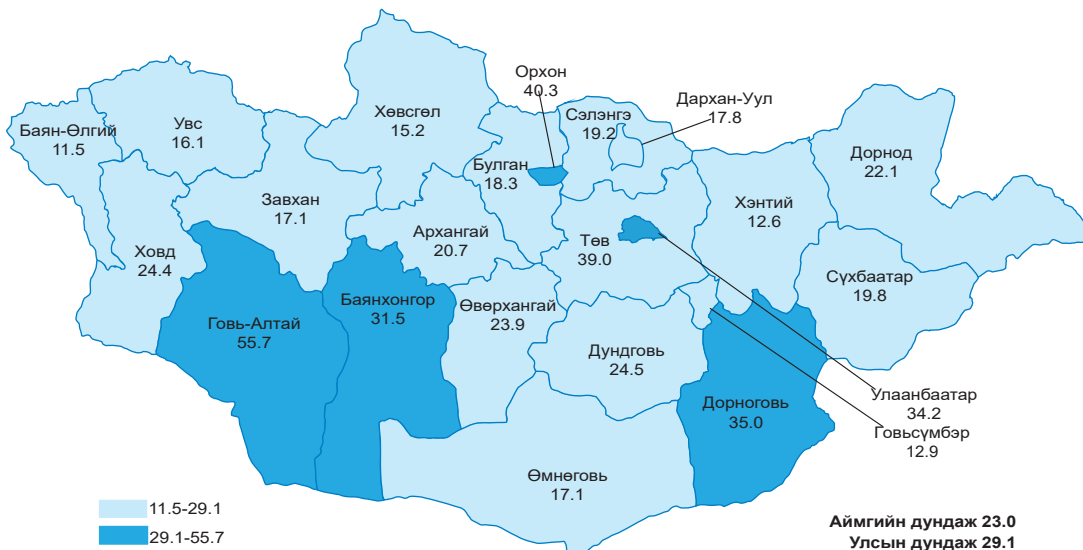 Орхон
40.3
Дархан-Уул
17.8
Сэлэнгэ
19.2
Хөвсгөл
15.2
Увс
16.1
Баян-Өлгий
11.5
Булган
18.3
Дорнод
22.1
Хэнтий
12.6
Завхан
17.1
Архангай
20.7
Төв
39.0
Ховд
24.4
Сүхбаатар
19.8
Баянхонгор
31.5
Өвөрхангай
23.9
Говь-Алтай
55.7
Дундговь
24.5
Дорноговь
35.0
Улаанбаатар
34.2
Говьсүмбэр
12.9
Өмнөговь
17.1
11.5-29.1
29.1-55.7
Аймгийн дундаж 23.0
Улсын дундаж 29.1